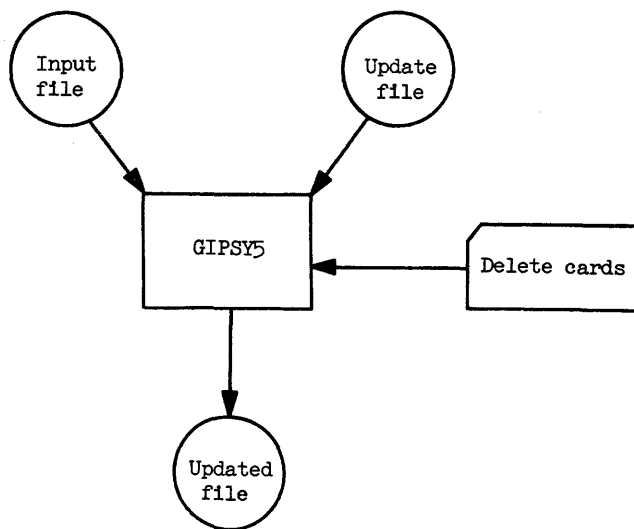 Input
file
Update
file
GIPSY5
Delete cards
Updated
file